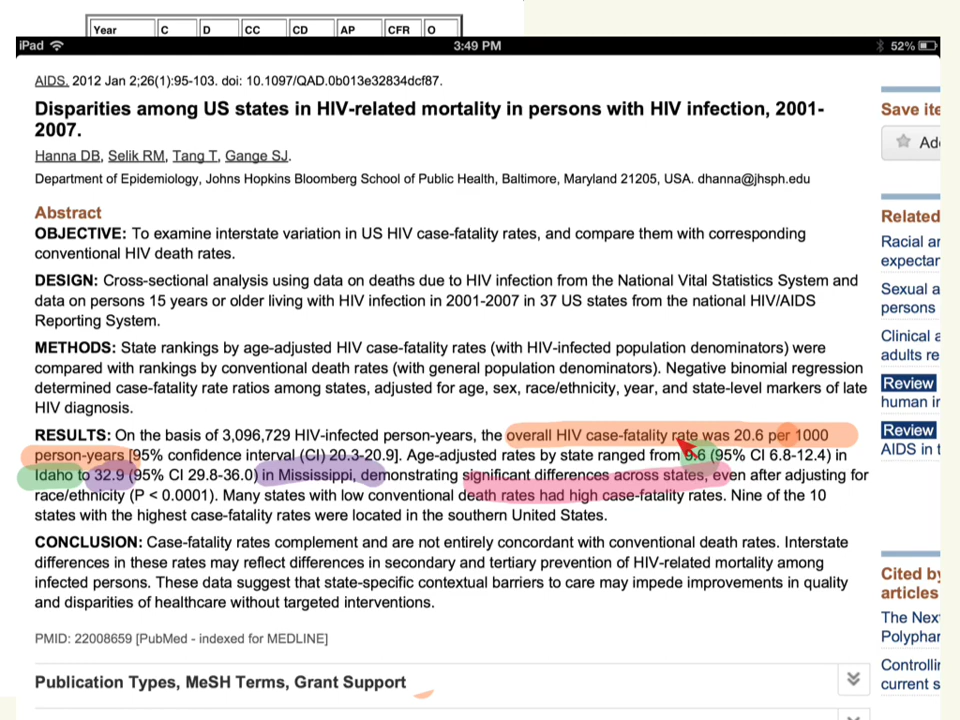 Year C D CC CD AP CFR O
iPad 3:49 PM 52%
AIDS. 2012 Jan 2;26(1):95-103. doi: 10.1097/QAD.0b013e32834dcf87.
Disparities among US states in HIV-related mortality in persons with HIV infection, 2001-
2007.
Hanna DB, Selik RM, Tang T, Gange SJ.
Department of Epidemiology, Johns Hopkins Bloomberg School of Public Health, Baltimore, Maryland 21205, USA. dhanna@jhsph.edu
Abstract
OBJECTIVE: To examine interstate variation in US HIV case-fatality rates, and compare them with corresponding
conventional HIV death rates.
DESIGN: Cross-sectional analysis using data on deaths due to HIV infection from the National Vital Statistics System and
data on persons 15 years or older living with HIV infection in 2001-2007 in 37 US states from the national HIV/AIDS
Reporting System.
METHODS: State rankings by age-adjusted HIV case-fatality rates (with HIV-infected population denominators) were
compared with rankings by conventional death rates (with general population denominators). Negative binomial regression
determined case-fatality rate ratios among states, adjusted for age, sex, race/ethnicity, year, and state-level markers of late
HIV diagnosis.
RESULTS: On the basis of 3,096,729 HIV-infected person-years, the overall HIV case-fatality rate was 20.6 per 1000
person-years [95% confidence interval (CI) 20.3-20.9]. Age-adjusted rates by state ranged from 9.6 (95% CI 6.8-12.4) in
Idaho to 32.9 (95% CI 29.8-36.0) in Mississippi, demonstrating significant differences across states, even after adjusting for
race/ethnicity (P < 0.0001). Many states with low conventional death rates had high case-fatality rates. Nine of the 10
states with the highest case-fatality rates were located in the southern United States.
CONCLUSION: Case-fatality rates complement and are not entirely concordant with conventional death rates. Interstate
differences in these rates may reflect differences in secondary and tertiary prevention of HIV-related mortality among
infected persons. These data suggest that state-specific contextual barriers to care may impede improvements in quality
and disparities of healthcare without targeted interventions.
PMID: 22008659 [PubMed - indexed for MEDLINE]
Publication Types, MeSH Terms, Grant Support
Save ite
Ad
Related
Racial ar
expectar
Sexual a
persons
Clinical a
adults re
Review
human ir
Review
AIDS in t
Cited by
articles
The Nex
Polyphar
Controllir
current s